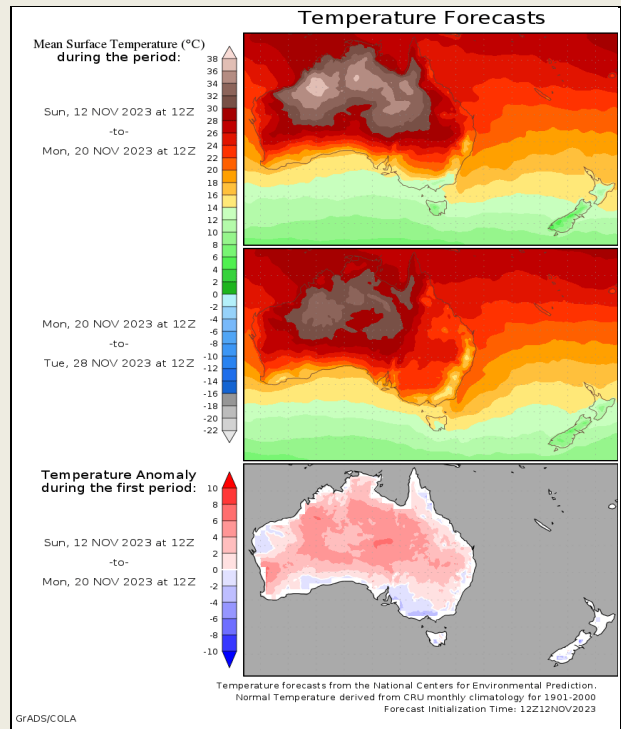 Temperature Forecasts
Mean Surface Temperature (°C)
during the period:
Sun, 12 NOV 2023 at 12Z
-to-
Mon, 20 NOV 2023 at 12Z
38
36
34
32
30
28
26
24
22
20
18
16
14
12
10
8
6
4
2
0
-2
-4
-6
-8
-10
-12
-14
-16
-18
-20
-22
Mon, 20 NOV 2023 at 12Z
-to-
Tue, 28 NOV 2023 at 12Z
Temperature Anomaly
during the first period:
Sun, 12 NOV 2023 at 12Z
-to-
Mon, 20 NOV 2023 at 12Z
10
8
6
4
2
0
-2
-4
-6
-8
-10
Temperature forecasts from the National Centers for Environmental Prediction.
Normal Temperature derived from CRU monthly climatology for 1901-2000
Forecast Initialization Time: 12Z12NOV2023
GrADS/COLA